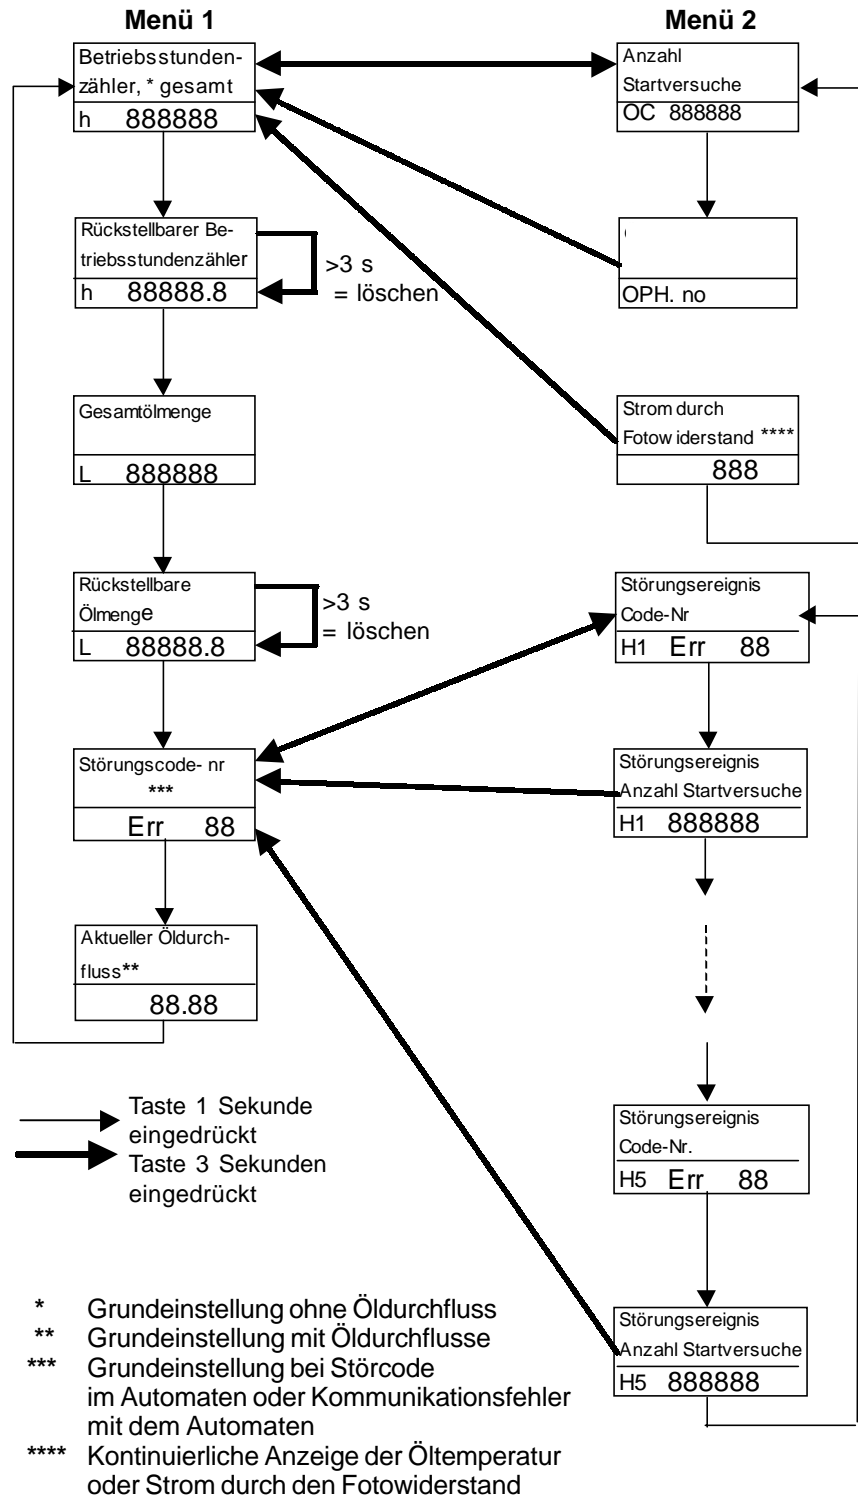 Menü 1
Betriebsstunden-
zähler, * gesamt
h 888888
Rückstellbarer Be-
triebsstundenzähler
h 88888.8
>3 s
= löschen
Gesamtölmenge
L 888888
Rückstellbare
Ölmenge
L 88888.8
>3 s
= löschen
Störungscode- nr
***
Err 88
Aktueller Öldurch-
fluss**
88.88
Menü 2
Anzahl
Startversuche
OC 888888
OPH. no
Strom durch
Fotowiderstand ****
888
Störungsereignis
Code-Nr
H1 Err 88
Störungsereignis
Anzahl Startversuche
H1 888888
Störungsereignis
Code-Nr.
H5 Err 88
Störungsereignis
Anzahl Startversuche
H5 888888
Taste 1 Sekunde
eingedrückt
Taste 3 Sekunden
eingedrückt
* Grundeinstellung ohne Öldurchfluss
** Grundeinstellung mit Öldurchflusse
*** Grundeinstellung bei Störcode
im Automaten oder Kommunikationsfehler
mit dem Automaten
**** Kontinuierliche Anzeige der Öltemperatur
oder Strom durch den Fotowiderstand